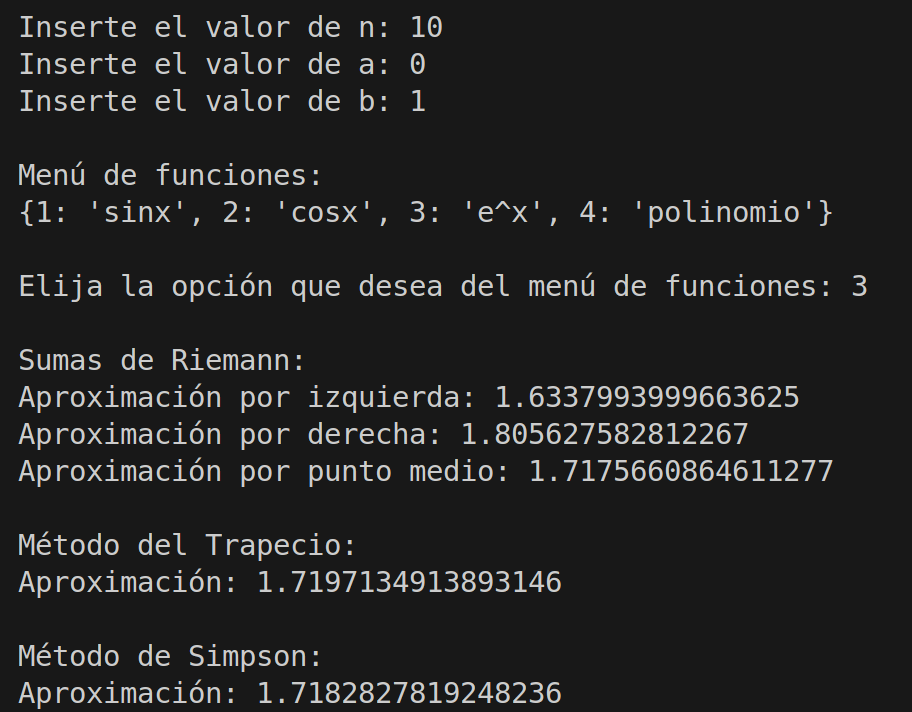 Inserte el valor de n: 10
Inserte el valor de a: 0
Inserte el valor de b: 1
Menú de funciones:
{1: 'sinx', 2: 'cosx', 3: 'e^x', 4: 'polinomio'}
Elija la opción que desea del menú de funciones: 3
Sumas de Riemann:
Aproximación por izquierda: 1.6337993999663625
Aproximación por derecha: 1.805627582812267
Aproximación por punto medio: 1.7175660864611277
Método del Trapecio:
Aproximación: 1.7197134913893146
Método de Simpson:
Aproximación: 1.7182827819248236